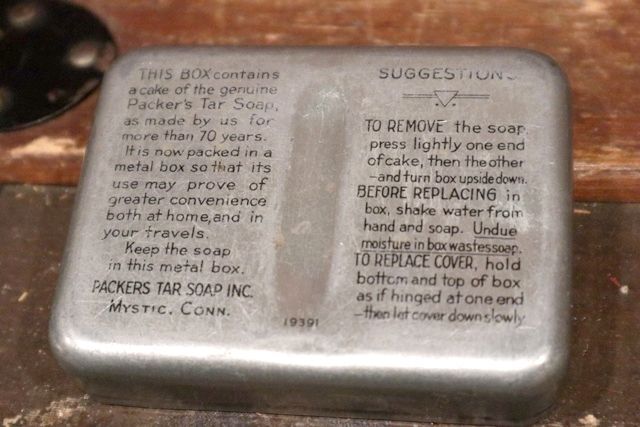 THIS BOX contains
a cake of the genuine
Packer's Tar Soap,
as made by us for
more than 70 years.
It is now packed in a
metal box so that its
use may prove of
greater convenience
both at home, and in
your travels.
Keep the soap
in this metal box.
PACKERS TAR SOAP INC.
MYSTIC. CONN.
19391
SUGGESTIONS
TO REMOVE the soap,
press lightly one end
of cake, then the other
—and turn box upside down.
BEFORE REPLACING in
box, shake water from
hand and soap. Undue
moisture in box wastes soap.
TO REPLACE COVER, hold
bottom and top of box
as if hinged at one end
—then let cover down slowly